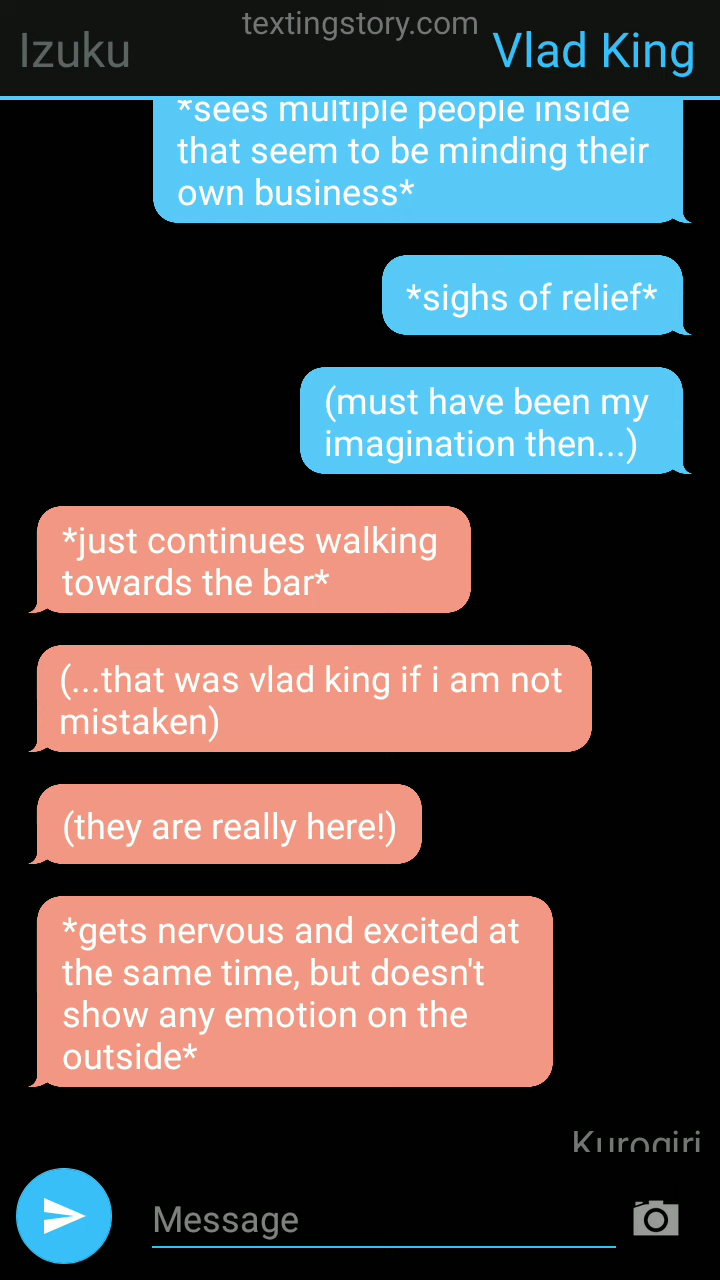 textingstory.com
Izuku
Vlad King
*sees multiple people inside
that seem to be minding their
own business*
*sighs of relief*
(must have been my
imagination then...)
*just continues walking
towards the bar*
(...that was vlad king if i am not
mistaken)
(they are really here!)
*gets nervous and excited at
the same time, but doesn't
show any emotion on the
outside*
Kurogiri
Message